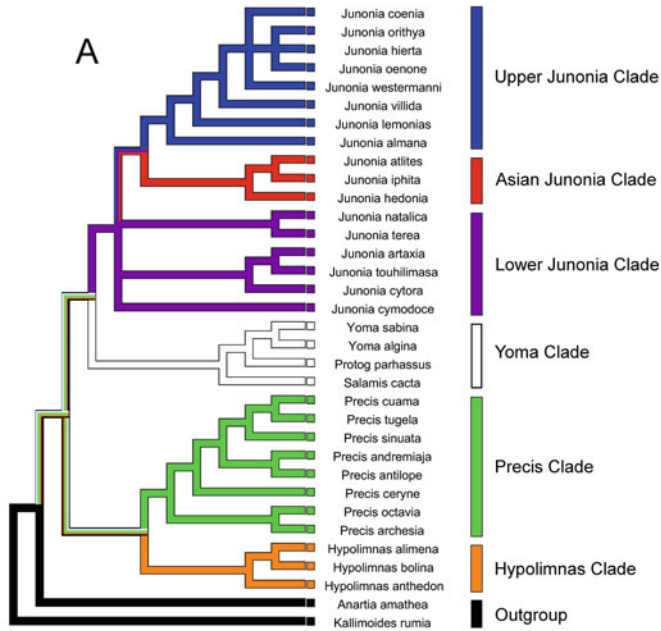 A
Junonia coenia
Junonia orithya
Junonia hierta
Junonia oenone
Junonia westermanni
Junonia villida
Junonia lemonias
Junonia almana
Upper Junonia Clade
Junonia atlites
Junonia iphita
Junonia hedonia
Asian Junonia Clade
Junonia natalica
Junonia terea
Junonia artaxia
Junonia touhilimasa
Junonia cytora
Junonia cymodoce
Lower Junonia Clade
Yoma sabina
Yoma algina
Protog parhassus
Salamis cacta
Yoma Clade
Precis cuama
Precis tugela
Precis sinuata
Precis andremiaja
Precis antilope
Precis ceryne
Precis octavia
Precis archesia
Precis Clade
Hypolimnas alimena
Hypolimnas bolina
Hypolimnas anthedon
Hypolimnas Clade
Anartia amathea
Kallimoides rumia
Outgroup